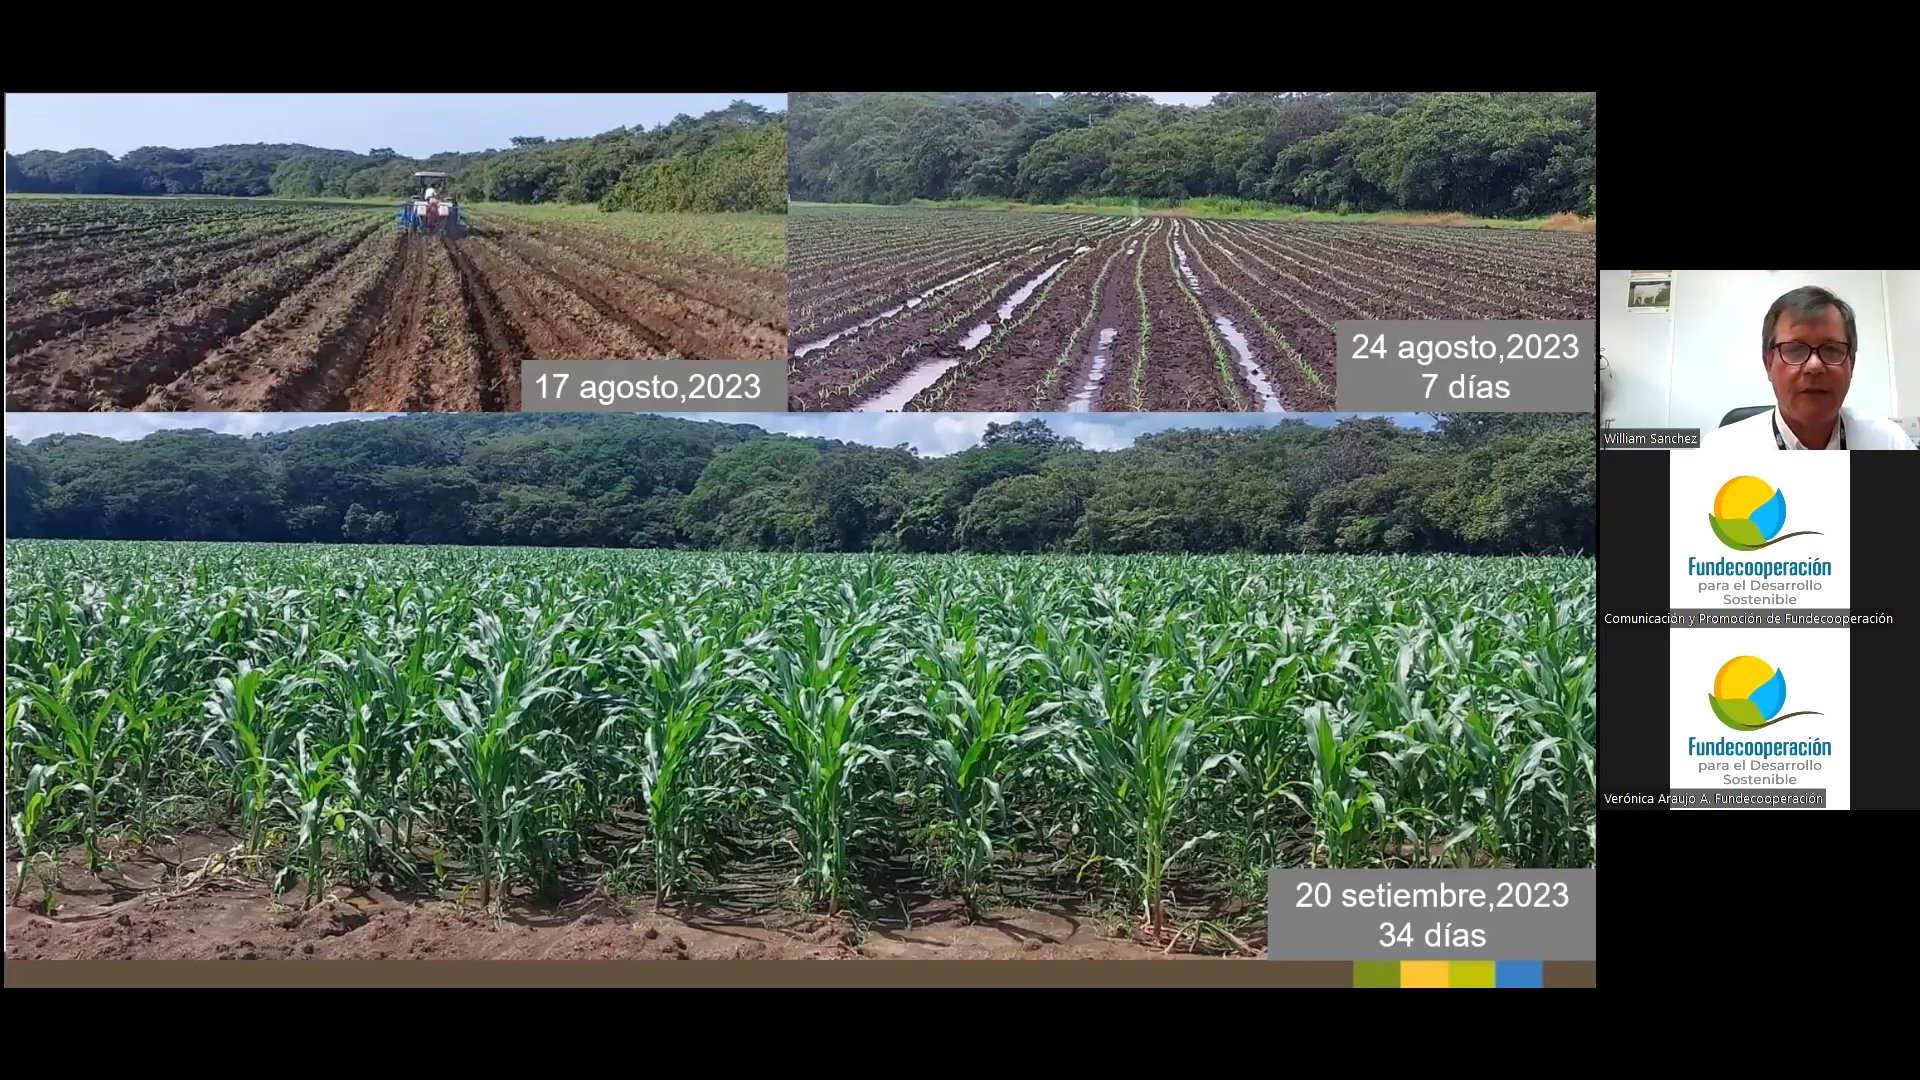 17 agosto,2023
24 agosto,2023
7 días
20 setiembre,2023
34 días
William Sanchez
Fundecooperación
para el Desarrollo
Sostenible
Comunicación y Promoción de Fundecooperación
Fundecooperación
para el Desarrollo
Sostenible
Verónica Araujo A. Fundecooperación